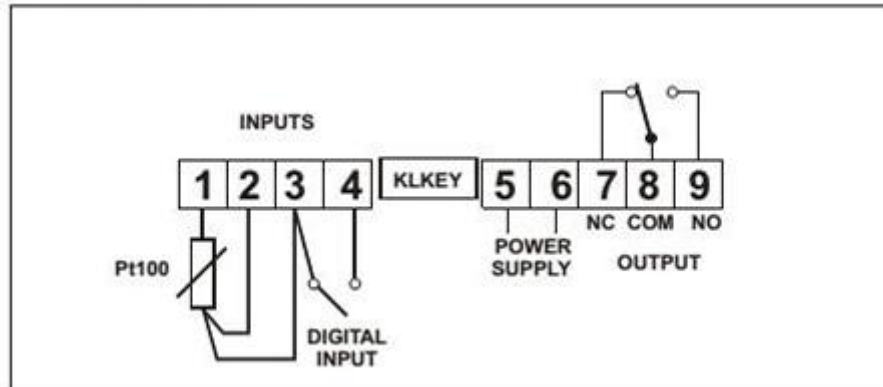 INPUTS
1 2 3 4 KLKEY 5 6 7 8 9
NC COM NO
POWER
SUPPLY
OUTPUT
Pt100
DIGITAL
INPUT